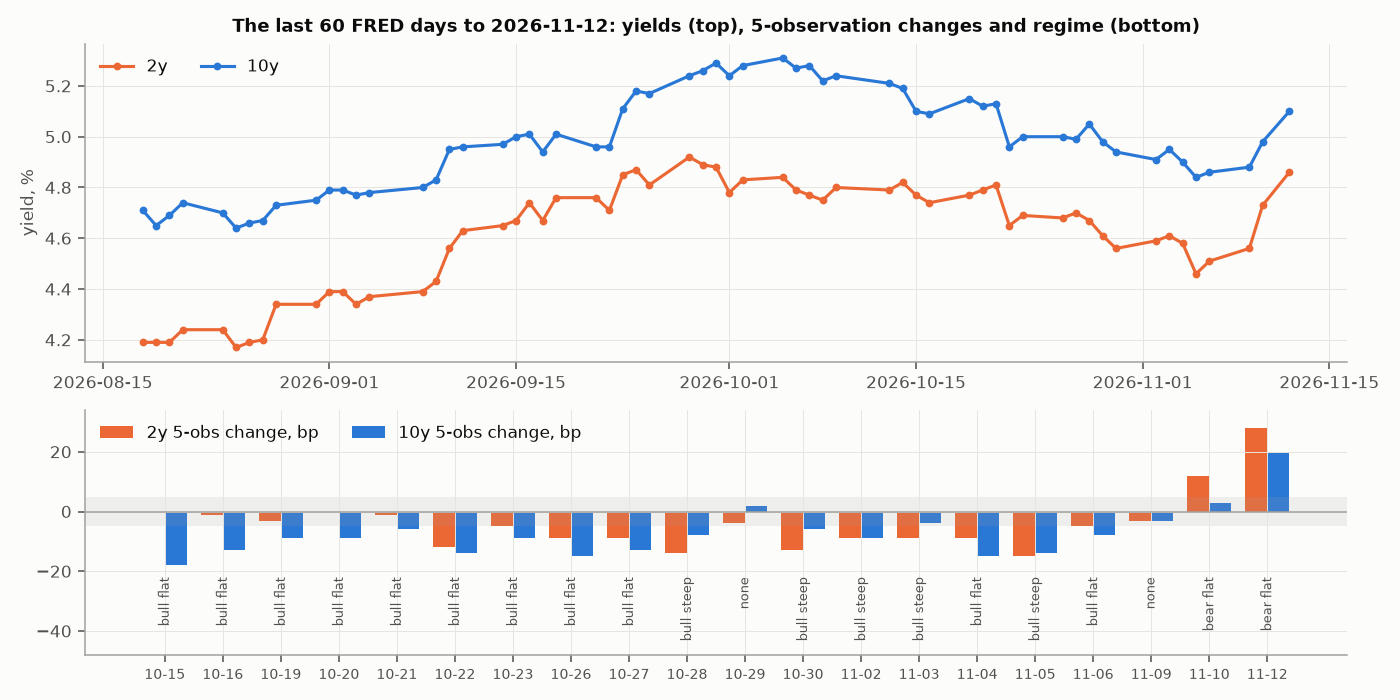 The last 60 FRED days to 2026-11-12: yields (top), 5-observation changes and regime (bottom)
2y
10y
yield, %
5.2
5.0
4.8
4.6
4.4
4.2
2026-08-15
2026-09-01
2026-09-15
2026-10-01
2026-10-15
2026-11-01
2026-11-15
2y 5-obs change, bp
10y 5-obs change, bp
20
0
−20
−40
bull flat
bull flat
bull flat
bull flat
bull flat
bull flat
bull flat
bull flat
bull flat
bull steep
none
bull steep
bull steep
bull steep
bull flat
bull steep
bull flat
none
bear flat
bear flat
10-15
10-16
10-19
10-20
10-21
10-22
10-23
10-26
10-27
10-28
10-29
10-30
11-02
11-03
11-04
11-05
11-06
11-09
11-10
11-12